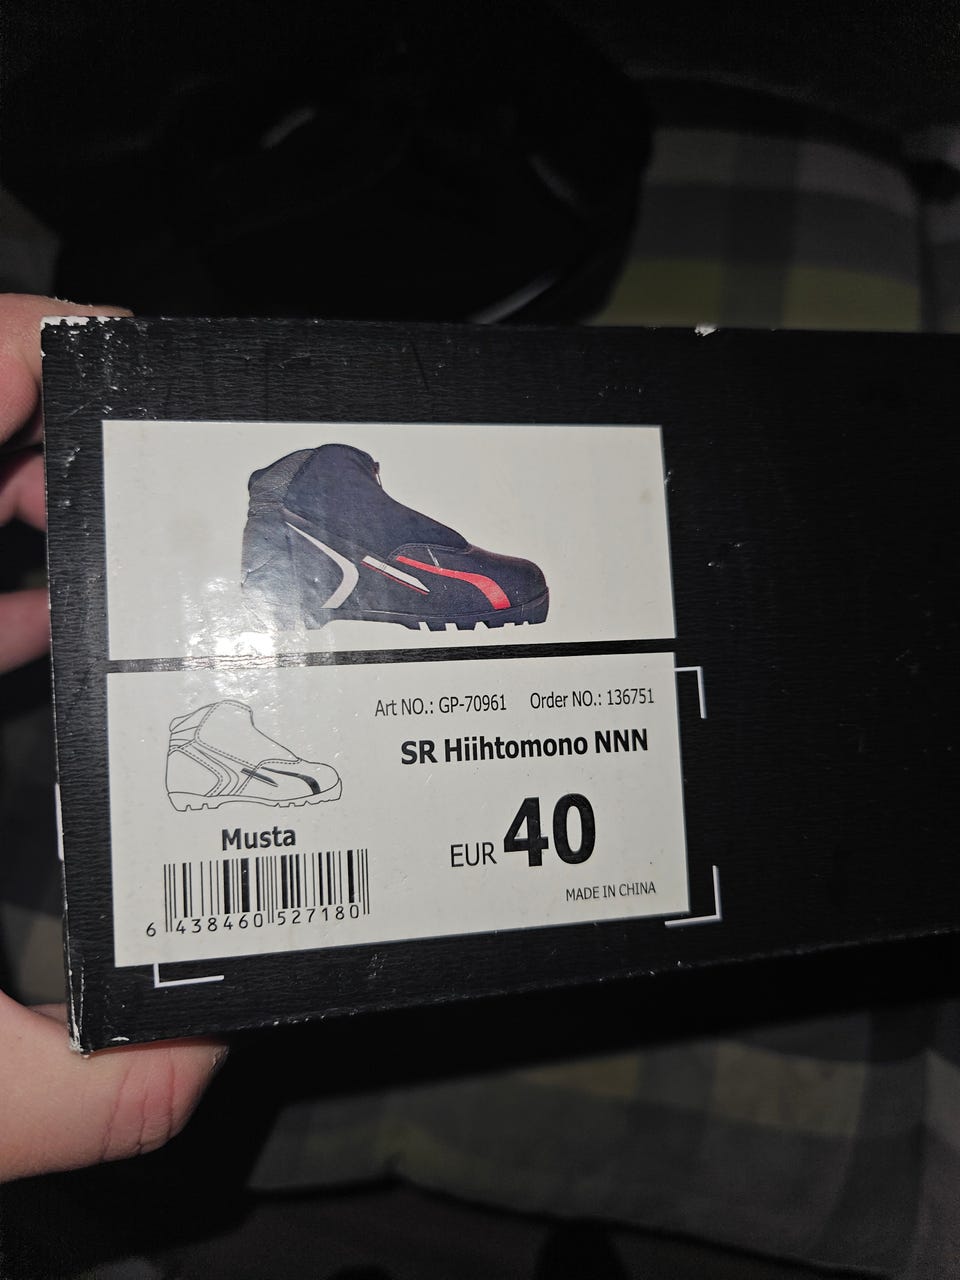 Art NO.: GP-70961 Order NO.: 136751
SR Hiihtomono NNN
Musta
EUR 40
MADE IN CHINA
6 438460 527180